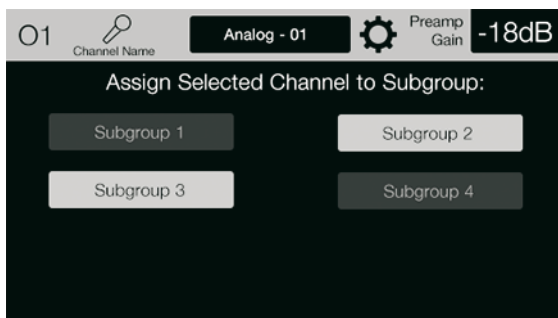 01
Channel Name
Analog - 01
Preamp
Gain
-18dB
Assign Selected Channel to Subgroup:
Subgroup 1
Subgroup 2
Subgroup 3
Subgroup 4